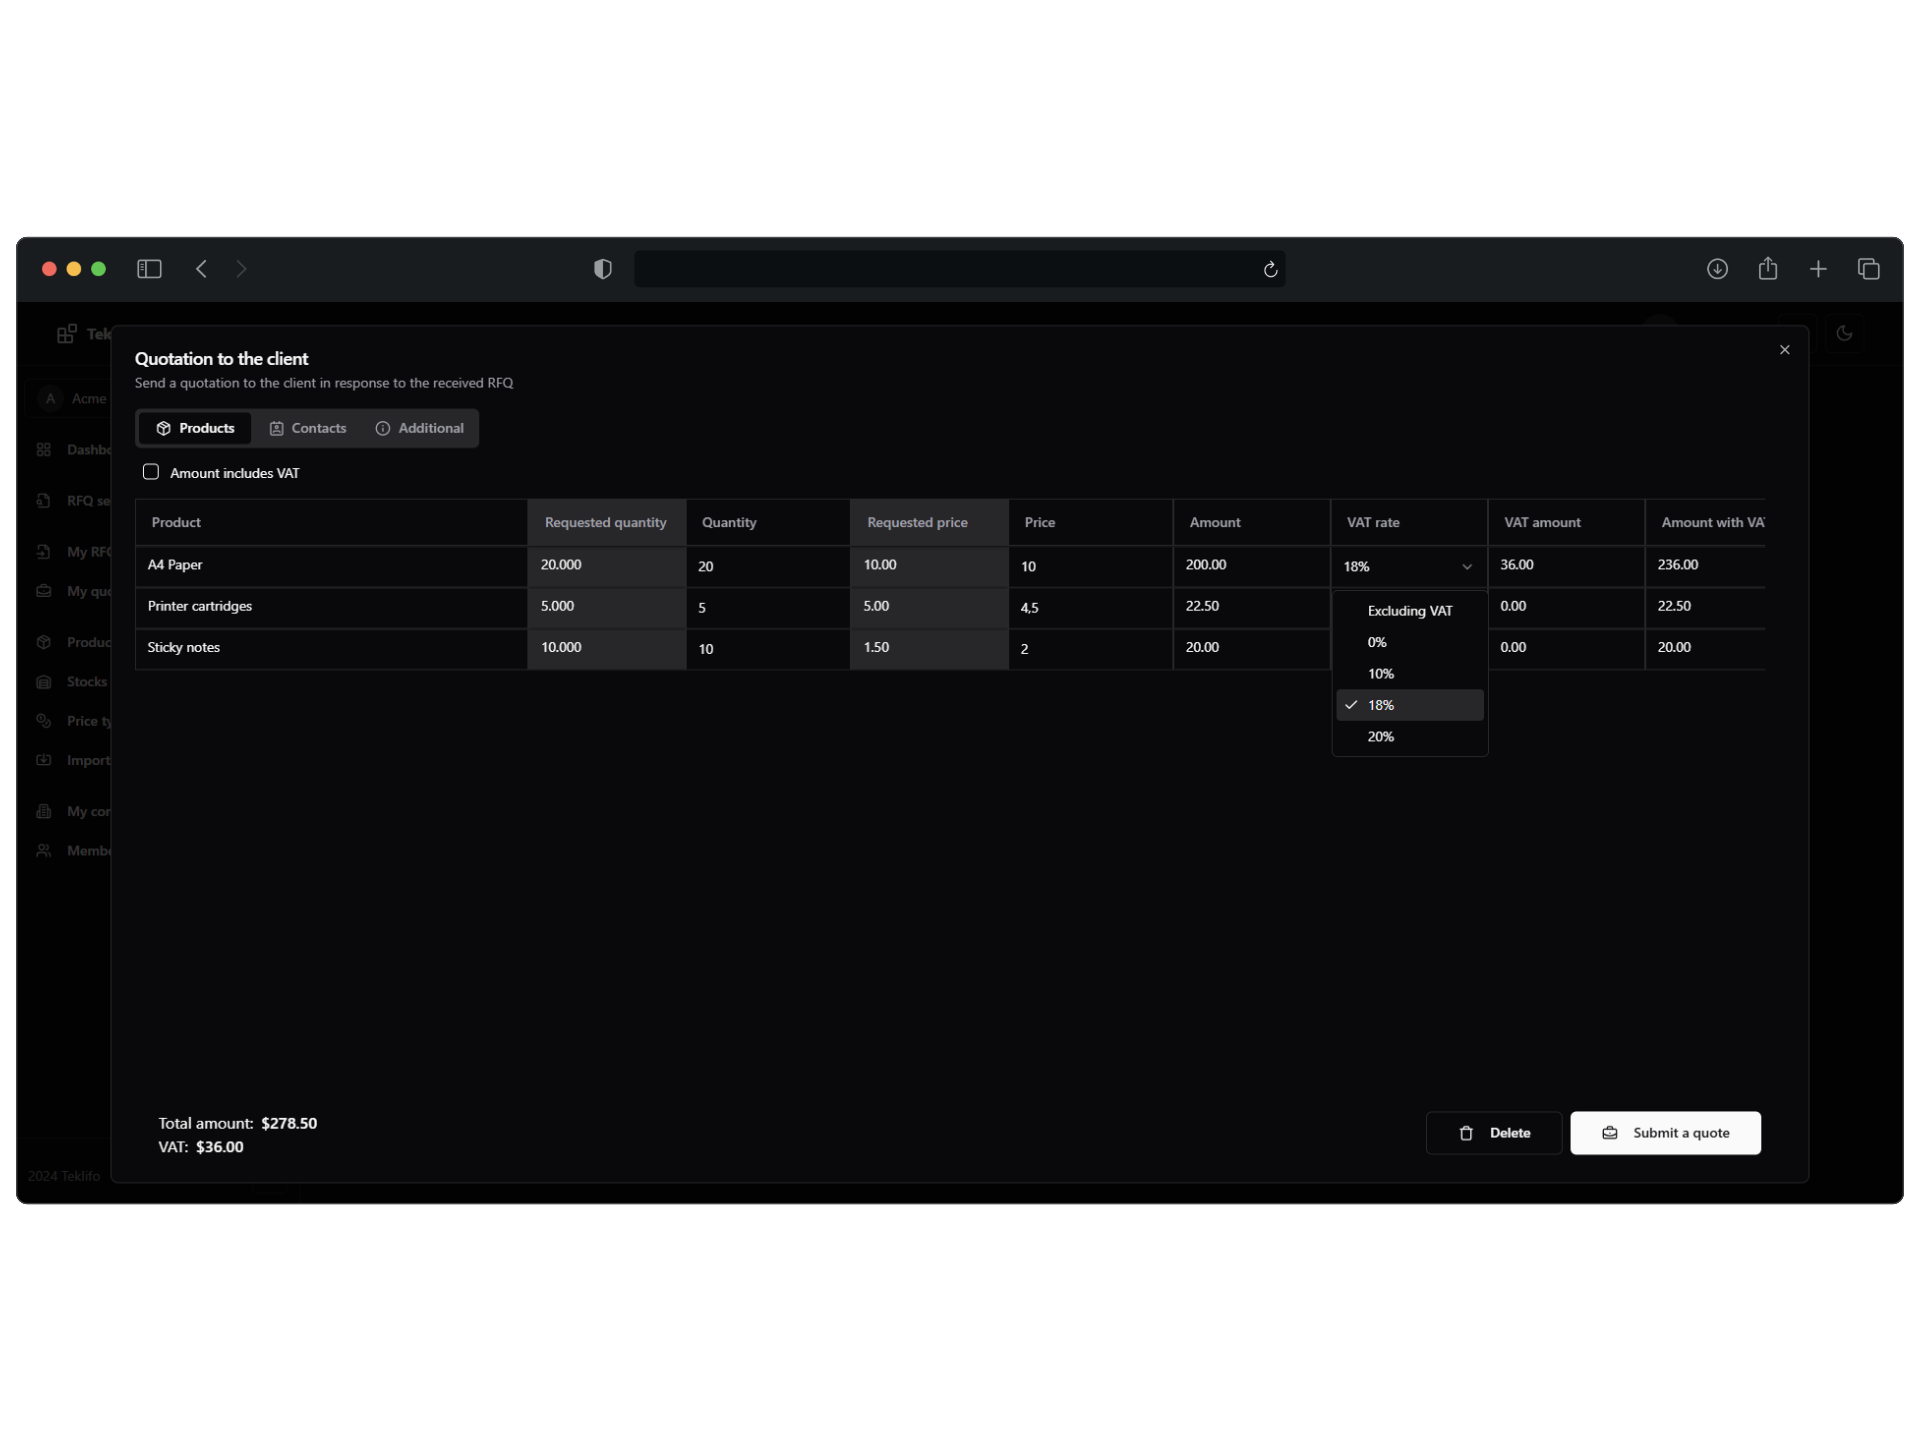 Tek
Quotation to the client
Send a quotation to the client in response to the received RFQ
A Acme
Products Contacts Additional
Dashbo
Amount includes VAT
RFQ se
Product Requested quantity Quantity Requested price Price Amount VAT rate VAT amount Amount with VAT
My RFQ
A4 Paper 20.000 20 10.00 10 200.00 18% 36.00 236.00
My quo
Printer cartridges 5.000 5 5.00 4,5 22.50 0.00 22.50
Sticky notes 10.000 10 1.50 2 20.00 0.00 20.00
Excluding VAT
0%
10%
18%
20%
Produc
Stocks
Price ty
Import
My con
Membe
Total amount: $278.50
VAT: $36.00
Delete
Submit a quote
2024 Teklifo